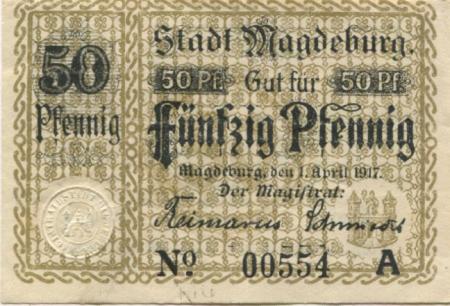 50
Pfennig
Stadt Magdeburg.
50 Pf. Gut für 50 Pf.
Fünfzig Pfennig
Magdeburg, den 1. April 1917.
Der Magistrat:
Reimarus Schmiedel
No. 00554 A